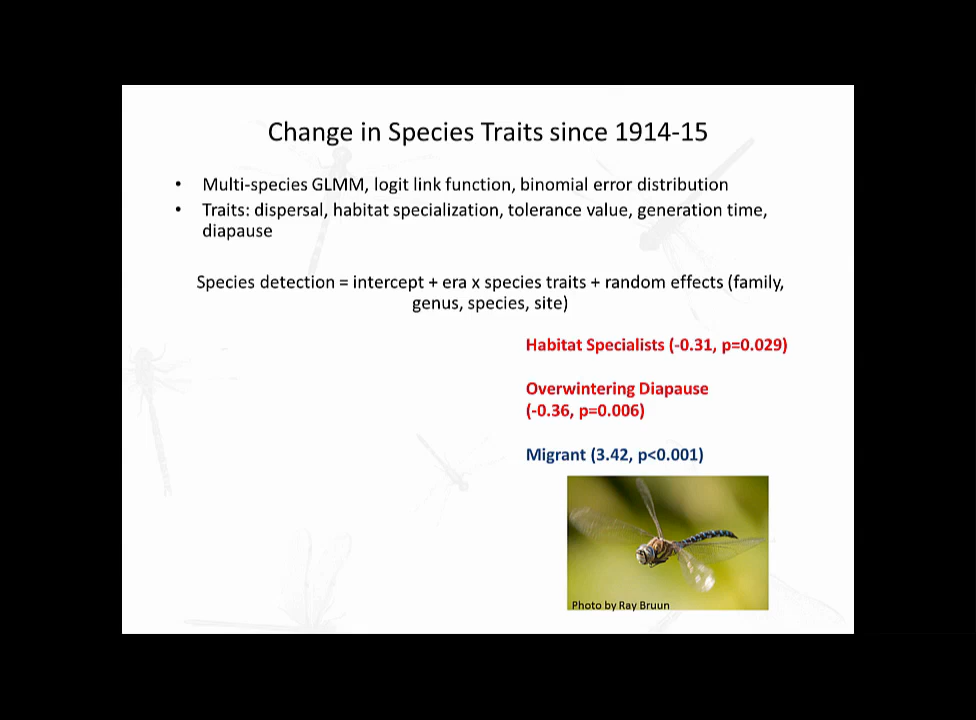 Change in Species Traits since 1914-15
• Multi-species GLMM, logit link function, binomial error distribution
• Traits: dispersal, habitat specialization, tolerance value, generation time,
diapause
Species detection = intercept + era x species traits + random effects (family,
genus, species, site)
Habitat Specialists (-0.31, p=0.029)
Overwintering Diapause
(-0.36, p=0.006)
Migrant (3.42, p<0.001)
Photo by Ray Bruun